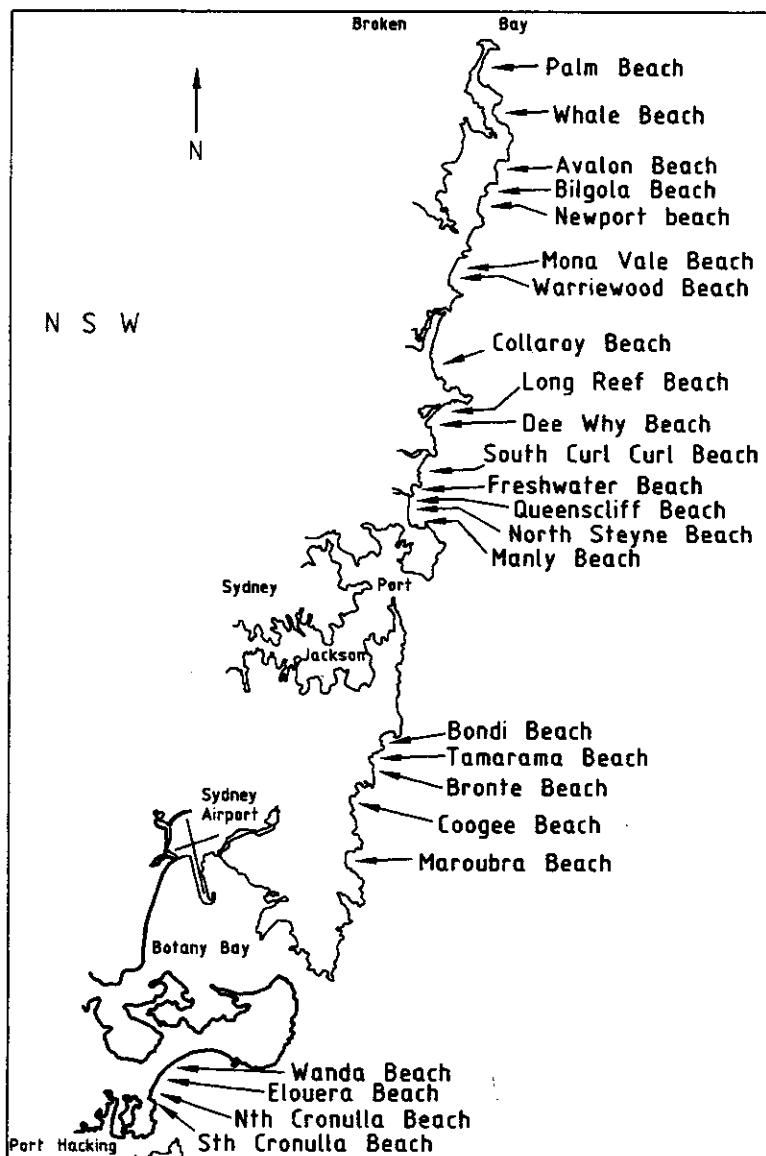 Broken Bay
Palm Beach
N
Whale Beach
Avalon Beach
Bilgola Beach
Newport beach
Mona Vale Beach
Warriewood Beach
N S W
Collaroy Beach
Long Reef Beach
Dee Why Beach
South Curl Curl Beach
Freshwater Beach
Queenscliff Beach
North Steyne Beach
Manly Beach
Sydney
Port
Jackson
Bondi Beach
Tamarama Beach
Bronte Beach
Sydney
Airport
Coogee Beach
Maroubra Beach
Botany Bay
Wanda Beach
Elouera Beach
Nth Cronulla Beach
Port Hacking
Sth Cronulla Beach